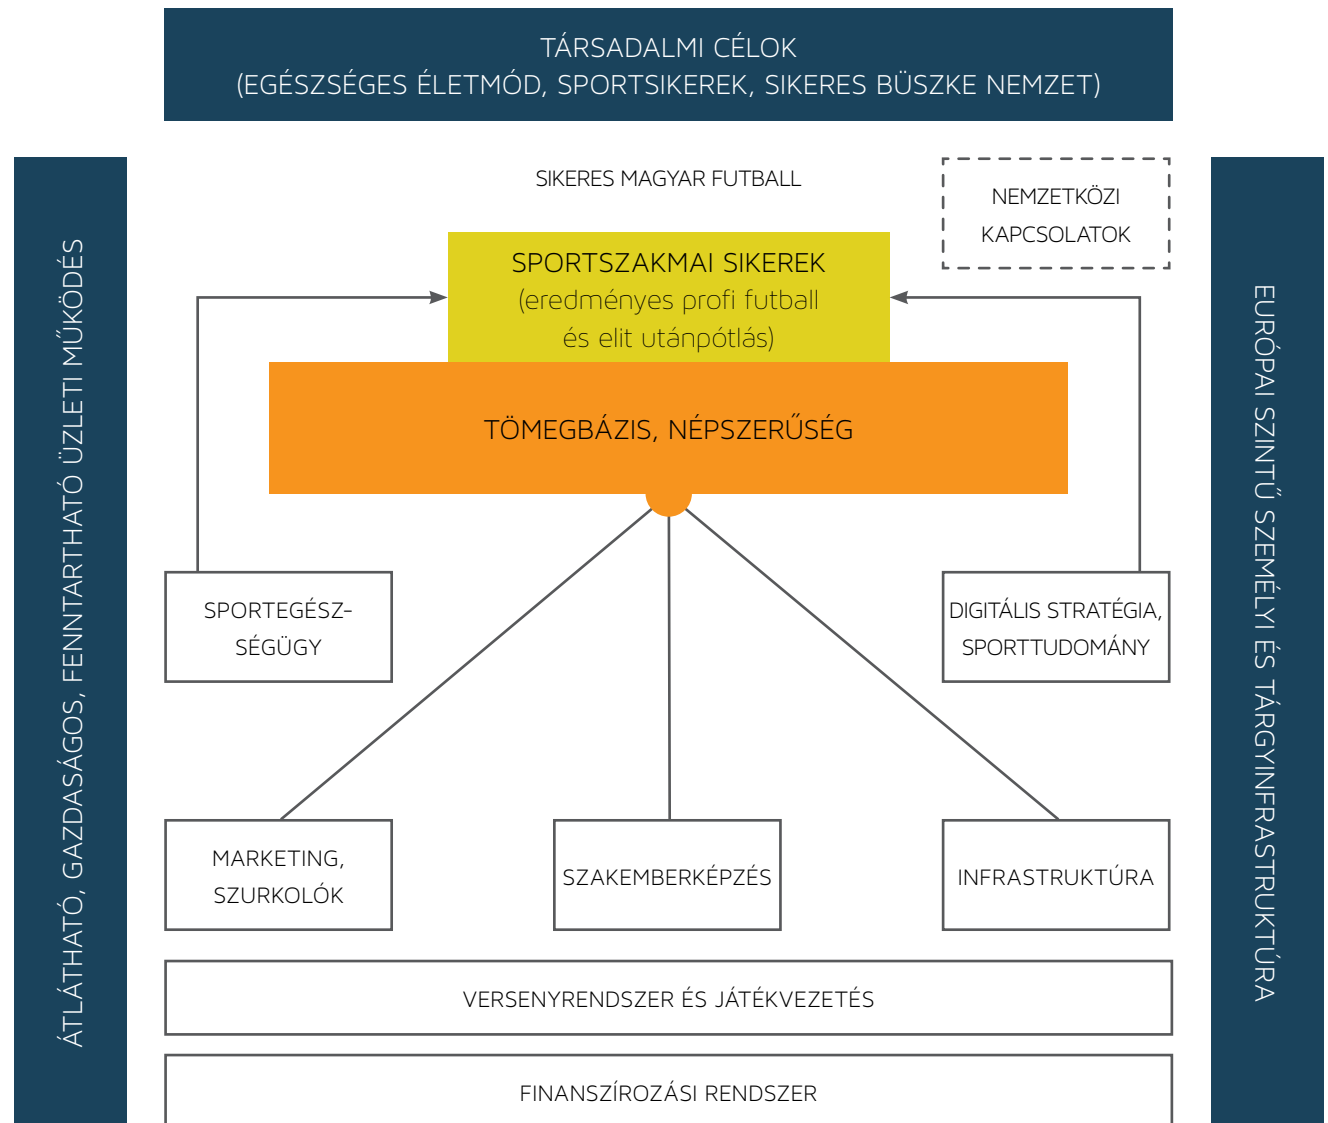 TÁRSADALMI CÉLOK
(EGÉSZSÉGES ÉLETMÓD, SPORTSIKEREK, SIKERES BÜSZKE NEMZET)
ÁTLÁTHATÓ, GAZDASÁGOS, FENNTARTHATÓ ÜZLETI MŰKÖDÉS
SIKERES MAGYAR FUTBALL
NEMZETKÖZI
KAPCSOLATOK
SPORTSZAKMAI SIKEREK
(eredményes profi futball
és elit utánpótlás)
TÖMEGBÁZIS, NÉPSZERŰSÉG
SPORTEGÉSZ-
SÉGÜGY
DIGITÁLIS STRATÉGIA,
SPORTTUDOMÁNY
MARKETING,
SZURKOLÓK
SZAKEMBERKÉPZÉS
INFRASTRUKTÚRA
VERSENYRENDSZER ÉS JÁTÉKVEZETÉS
FINANSZÍROZÁSI RENDSZER
EURÓPAI SZINTŰ SZEMÉLYI ÉS TÁRGYINFRASTRUKTÚRA